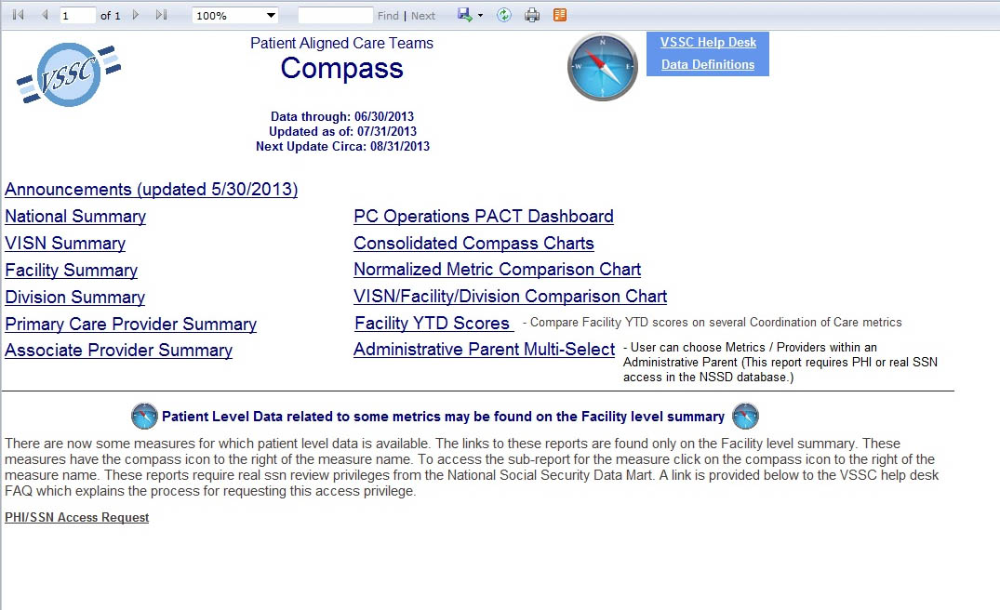 1 of 1 100% Find | Next
VSSC
Patient Aligned Care Teams
Compass
N
W E
S
VSSC Help Desk
Data Definitions
Data through: 06/30/2013
Updated as of: 07/31/2013
Next Update Circa: 08/31/2013
Announcements (updated 5/30/2013)
National Summary
VISN Summary
Facility Summary
Division Summary
Primary Care Provider Summary
Associate Provider Summary
PC Operations PACT Dashboard
Consolidated Compass Charts
Normalized Metric Comparison Chart
VISN/Facility/Division Comparison Chart
Facility YTD Scores - Compare Facility YTD scores on several Coordination of Care metrics
Administrative Parent Multi-Select - User can choose Metrics / Providers within an
Administrative Parent (This report requires PHI or real SSN
access in the NSSD database.)
Patient Level Data related to some metrics may be found on the Facility level summary
There are now some measures for which patient level data is available. The links to these reports are found only on the Facility level summary. These
measures have the compass icon to the right of the measure name. To access the sub-report for the measure click on the compass icon to the right of the
measure name. These reports require real ssn review privileges from the National Social Security Data Mart. A link is provided below to the VSSC help desk
FAQ which explains the process for requesting this access privilege.
PHI/SSN Access Request